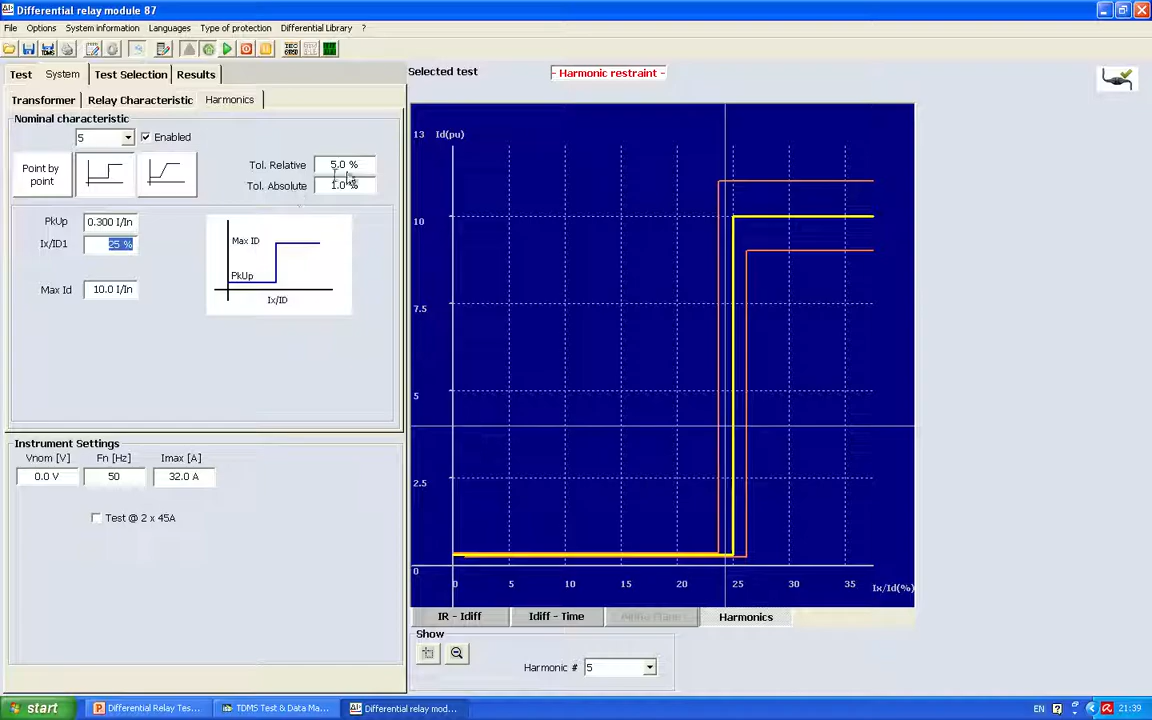 Differential relay module 87
File Options System information Languages Type of protection Differential Library ?
Test System Test Selection Results
Transformer Relay Characteristic Harmonics
Nominal characteristic
5 Enabled
Point by
point
Tol. Relative 5.0 %
Tol. Absolute 1.0 %
PkUp 0.300 I/In
Ix/ID1 25 %
Max Id 10.0 I/In
Max ID
PkUp
Ix/ID
Instrument Settings
Vnom [V] Fn [Hz] Imax [A]
0.0 V 50 32.0 A
Test @ 2 x 45A
Selected test - Harmonic restraint -
13 Id(pu)
10
7.5
5
2.5
0
0 5 10 15 20 25 30 35 Ix/Id(%)
IR - Idiff Idiff - Time Harmonics
Show
Harmonic # 5
start Differential Relay Tes... TDMS Test & Data Ma... Differential relay mod... EN 21:39